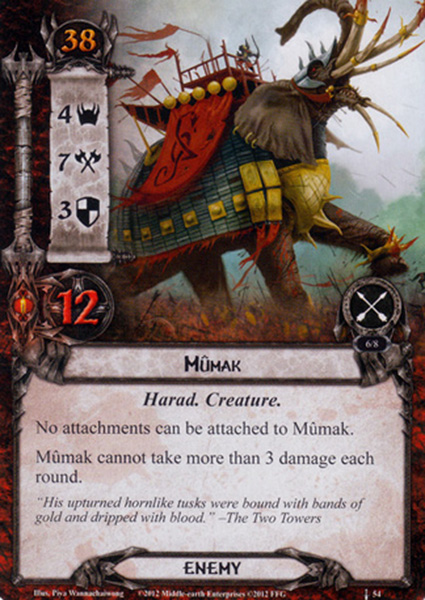 38
4
7
3
12
6/8
Mûmak
Harad. Creature.
No attachments can be attached to Mûmak.
Mûmak cannot take more than 3 damage each
round.
“His upturned hornlike tusks were bound with bands of
gold and dripped with blood.” –The Two Towers
ENEMY
Illus. Piya Wannachaiwong ©2012 Middle-earth Enterprises ©2012 FFG 54